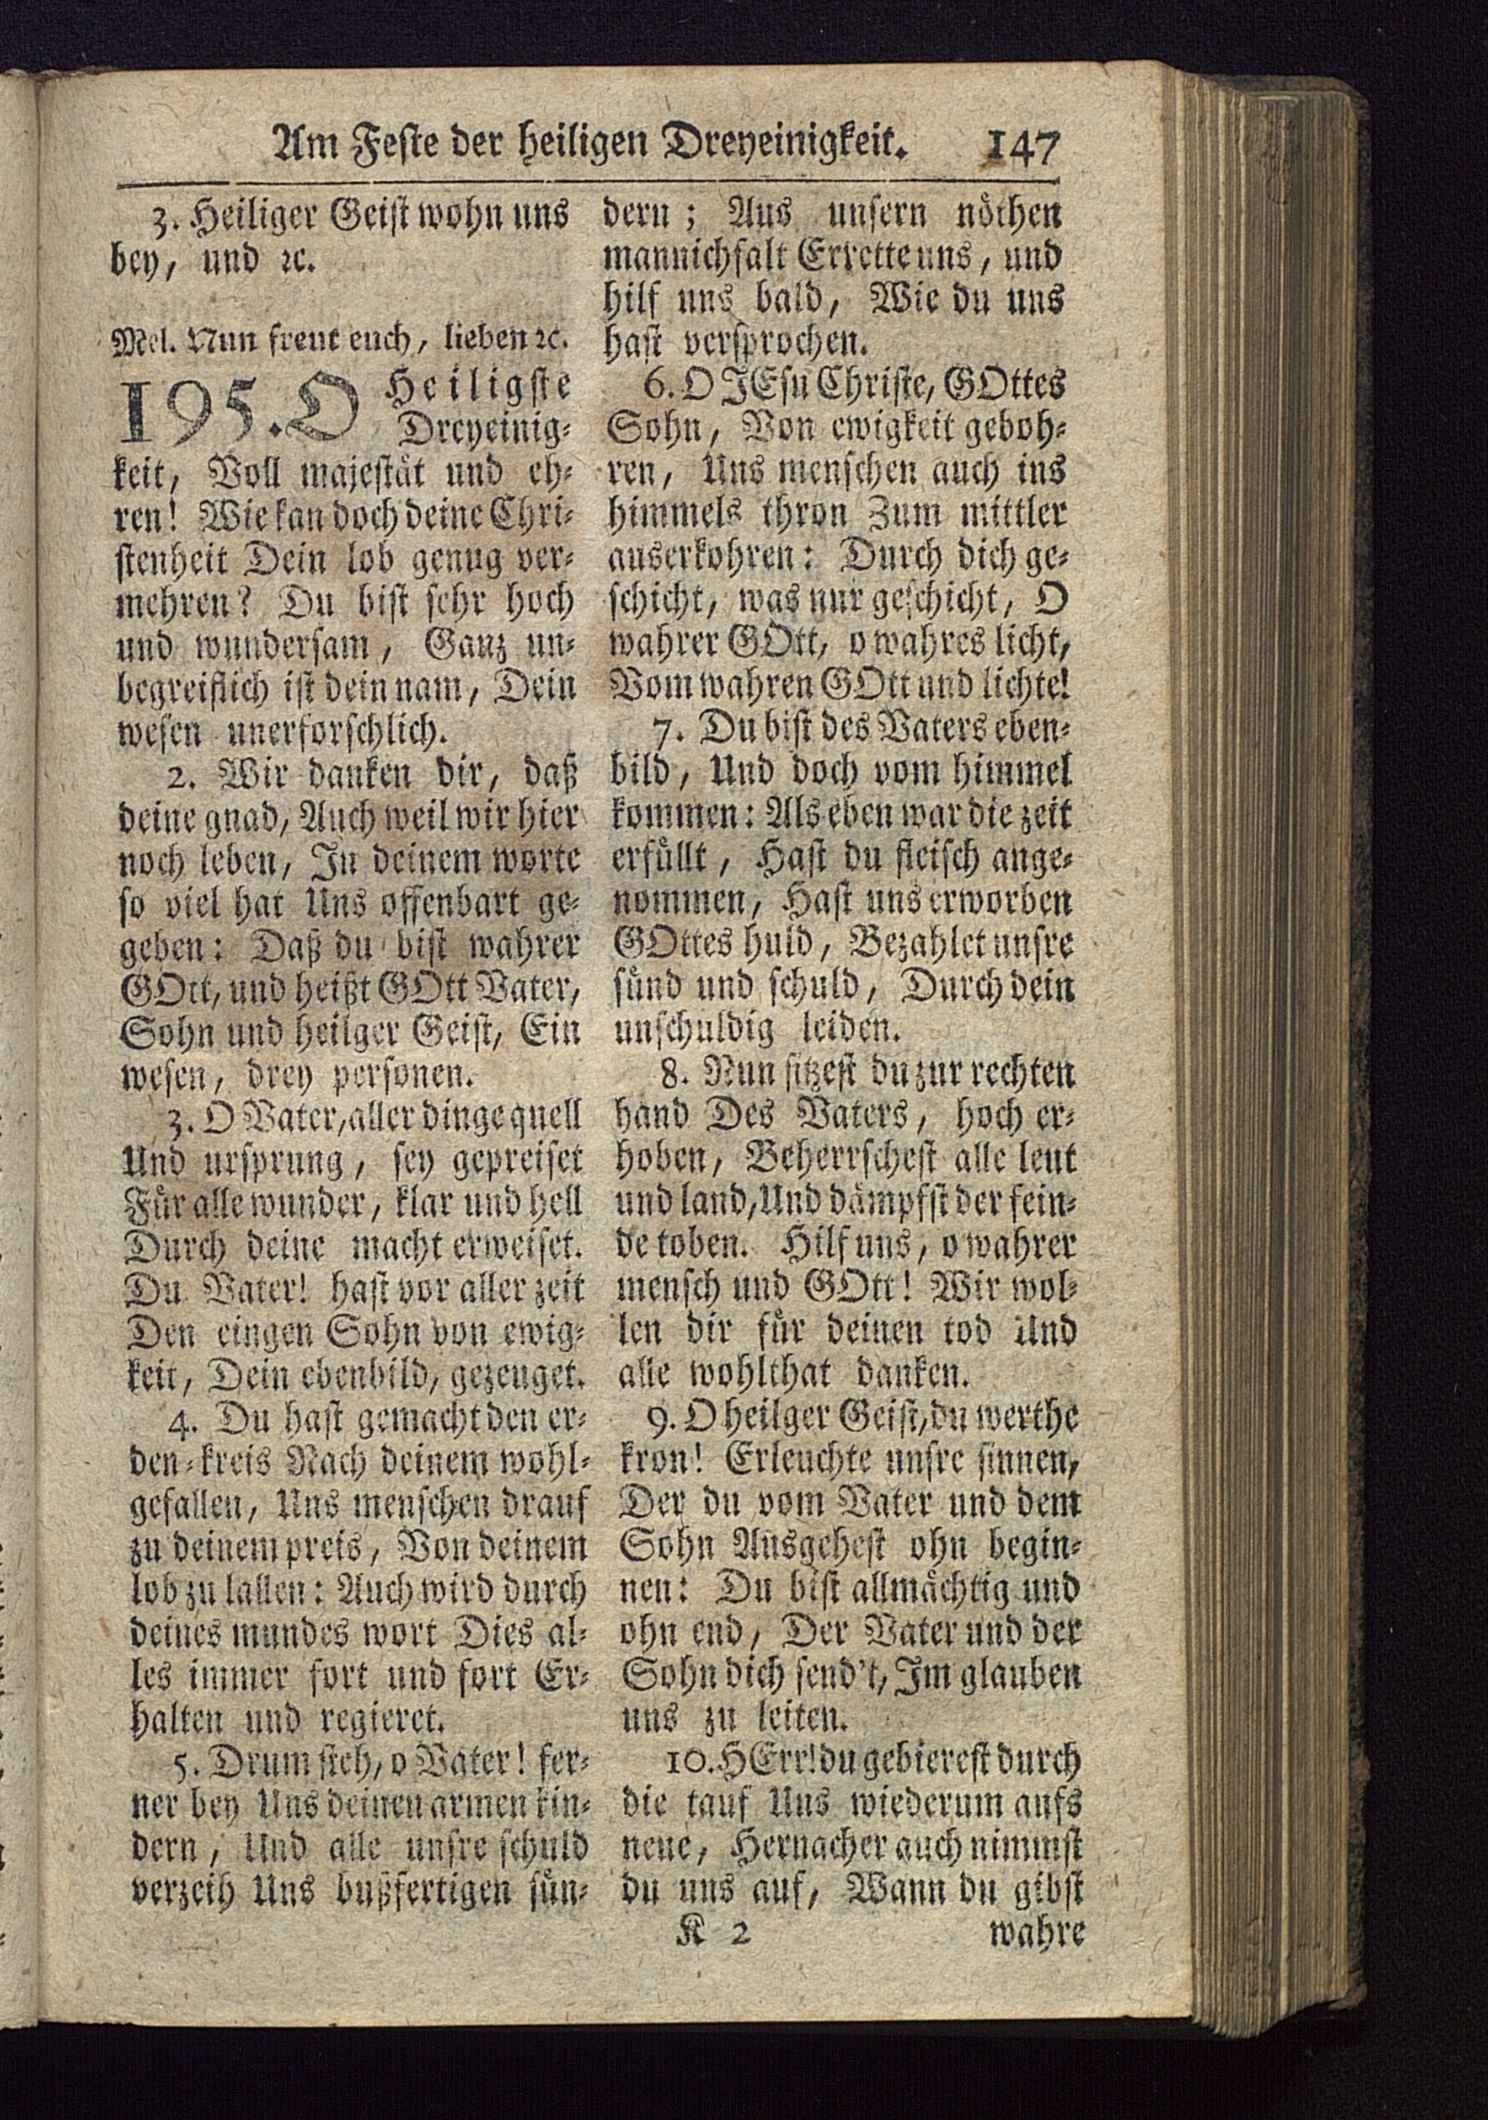 Am Feste der heiligen Dreyeinigkeit. 147
3. Heiliger Geist wohn uns
bey, und ꝛc.
Mel. Nun freut euch, lieben ꝛc.
195. O Heiligste
Dreyeinig-
keit, Voll majestät und eh-
ren! Wie kan doch deine Chri-
stenheit Dein lob genug ver-
mehren? Du bist sehr hoch
und wundersam, Ganz un-
begreiflich ist dein nam, Dein
wesen unerforschlich.
2. Wir danken dir, daß
deine gnad, Auch weil wir hier
noch leben, In deinem worte
so viel hat Uns offenbart ge-
geben: Daß du bist wahrer
GOtt, und heißt GOtt Vater,
Sohn und heilger Geist, Ein
wesen, drey personen.
3. O Vater, aller dinge quell
Und ursprung, sey gepreiset
Für alle wunder, klar und hell
Durch deine macht erweiset.
Du Vater! hast vor aller zeit
Den eingen Sohn von ewig-
keit, Dein ebenbild, gezeuget.
4. Du hast gemacht den er-
den-kreis Nach deinem wohl-
gefallen, Uns menschen drauf
zu deinem preis, Von deinem
lob zu lallen: Auch wird durch
deines mundes wort Dies al-
les immer fort und fort Er-
halten und regieret.
5. Drum steh, o Vater! fer-
ner bey Uns deinen armen kin-
dern, Und alle unsre schuld
verzeih Uns bußfertigen sün-
dern; Aus unsern nöthen
mannichfalt Errette uns, und
hilf uns bald, Wie du uns
hast versprochen.
6. O JEsu Christe, GOttes
Sohn, Von ewigkeit geboh-
ren, Uns menschen auch ins
himmels thron Zum mittler
auserkohren: Durch dich ge-
schicht, was nur geschicht, O
wahrer GOtt, o wahres licht,
Vom wahren GOtt und lichte!
7. Du bist des Vaters eben-
bild, Und doch vom himmel
kommen: Als eben war die zeit
erfüllt, Hast du fleisch ange-
nommen, Hast uns erworben
GOttes huld, Bezahlet unsre
sünd und schuld, Durch dein
unschuldig leiden.
8. Nun sitzest du zur rechten
hand Des Vaters, hoch er-
hoben, Beherrschest alle leut
und land, Und dämpfst der fein-
de toben. Hilf uns, o wahrer
mensch und GOtt! Wir wol-
len dir für deinen tod Und
alle wohlthat danken.
9. O heilger Geist, du werthe
kron! Erleuchte unsre sinnen,
Der du vom Vater und dem
Sohn Ausgehest ohn begin-
nen: Du bist allmächtig und
ohn end, Der Vater und der
Sohn dich send't, Im glauben
uns zu leiten.
10. HErr! du gebierest durch
die tauf Uns wiederum aufs
neue, Hernacher auch nimmst
du uns auf, Wann du gibst
K 2 wahre